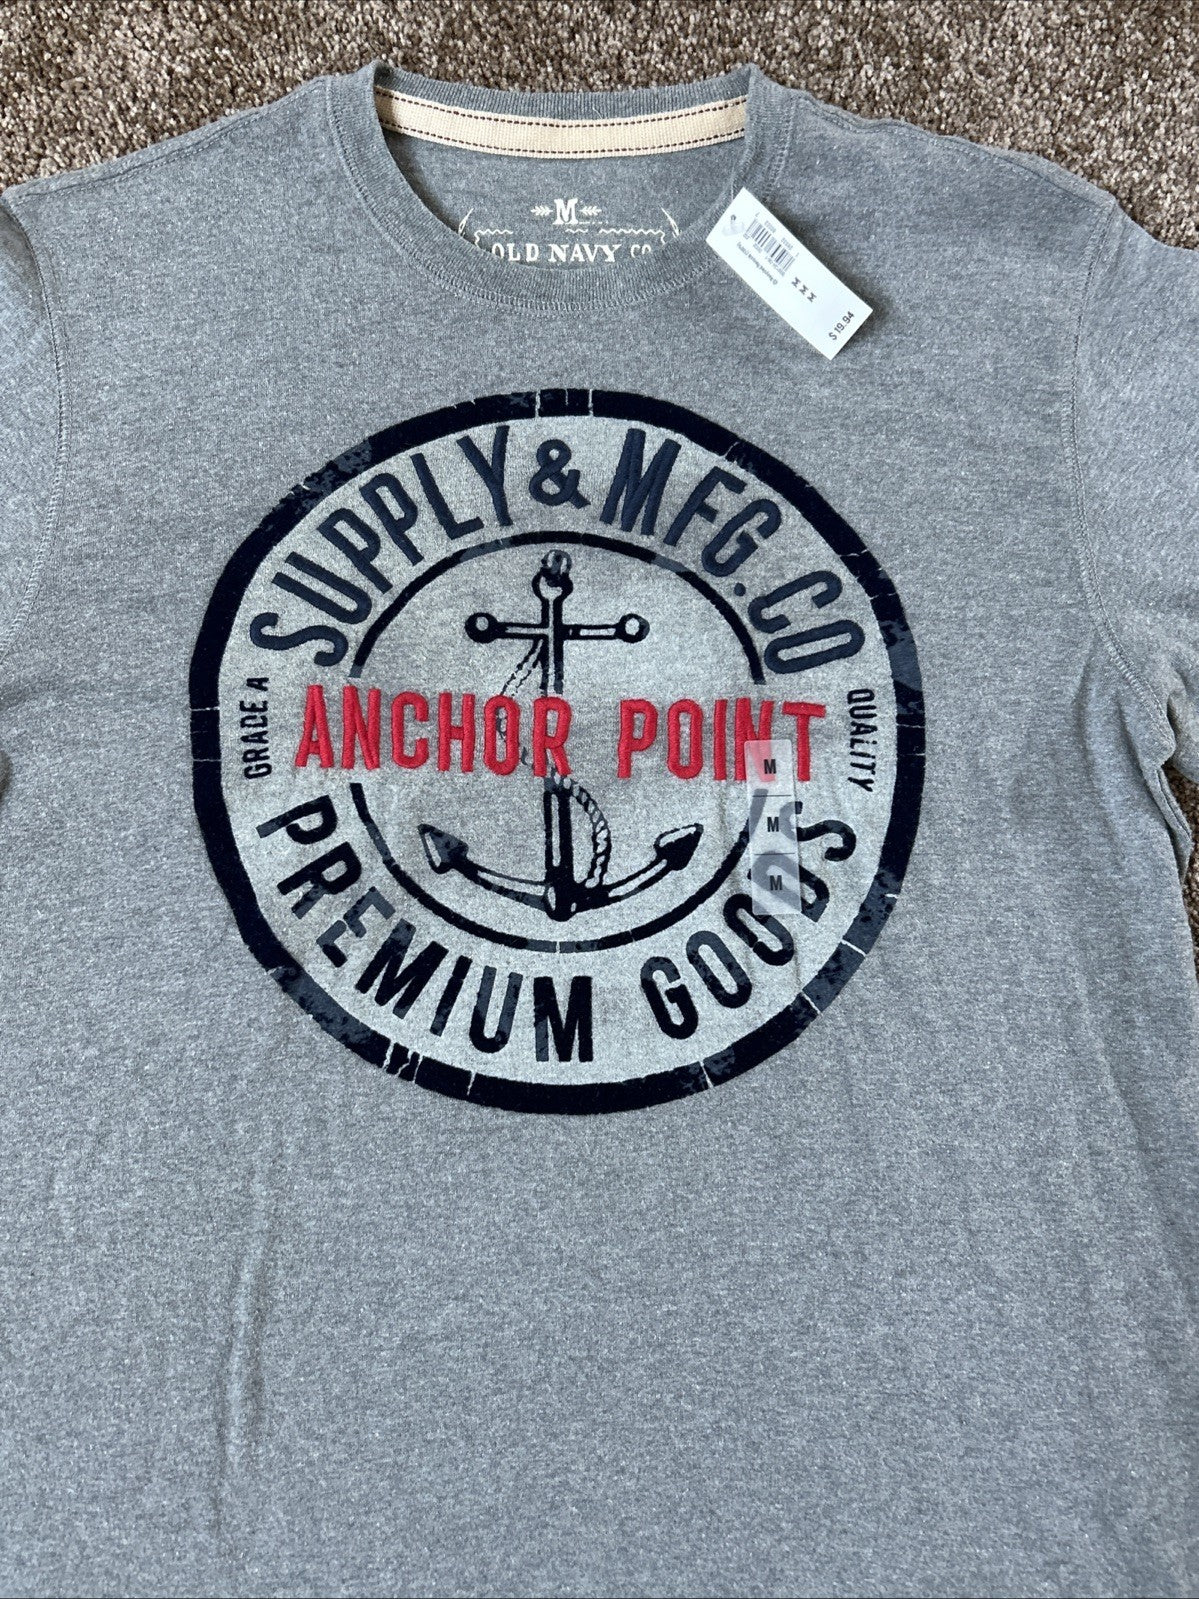 M
OLD NAVY CO
M M M
$19.94
SUPPLY & MFG. CO
GRADE A
ANCHOR POINT
QUALITY
PREMIUM GOODS
M
M
M